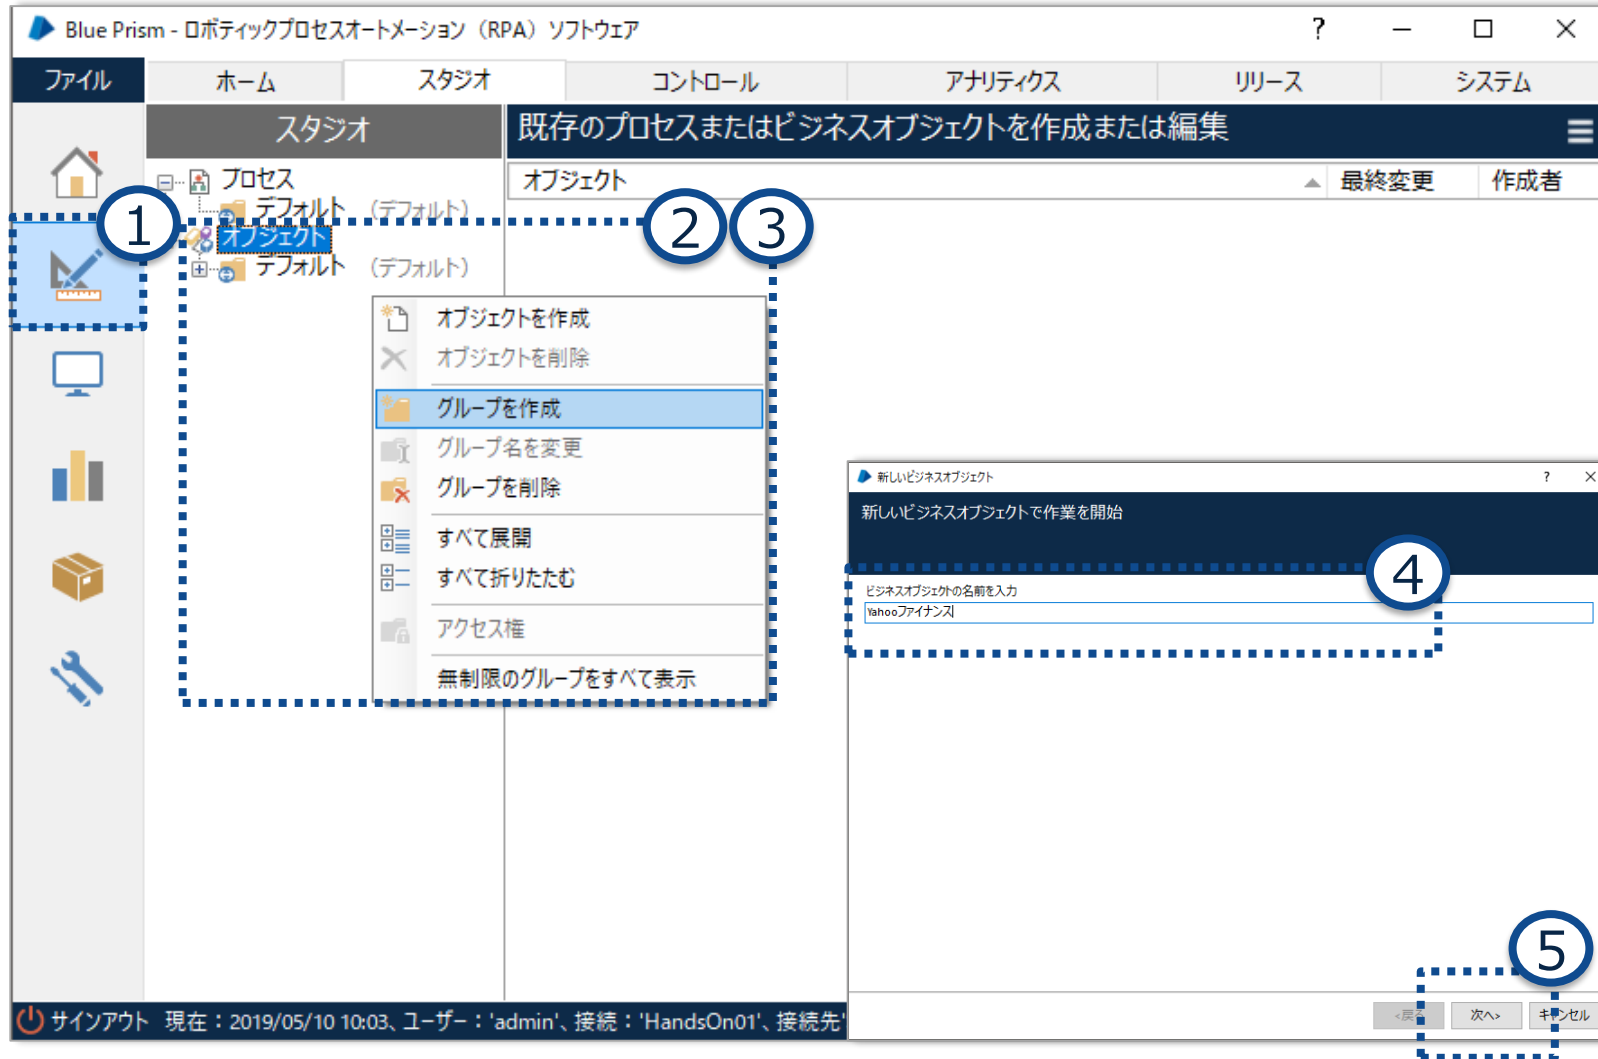 Blue Prism - ロボティックプロセスオートメーション（RPA）ソフトウェア
ファイル ホーム スタジオ コントロール アナリティクス リリース システム
スタジオ
既存のプロセスまたはビジネスオブジェクトを作成または編集
オブジェクト 最終変更 作成者
プロセス
デフォルト （デフォルト）
オブジェクト
デフォルト （デフォルト）
1
2
3
オブジェクトを作成
オブジェクトを削除
グループを作成
グループ名を変更
グループを削除
すべて展開
すべて折りたたむ
アクセス権
無制限のグループをすべて表示
新しいビジネスオブジェクト
新しいビジネスオブジェクトで作業を開始
4
ビジネスオブジェクトの名前を入力
Yahooファイナンス
5
<戻る 次へ> キャンセル
サインアウト 現在：2019/05/10 10:03、ユーザー：'admin'、接続：'HandsOn01'、接続先'